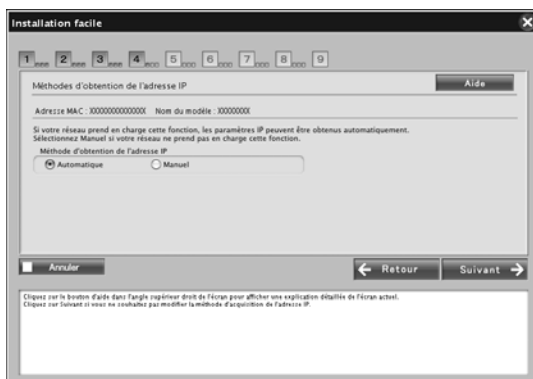 Installation facile
1 2 3 4 5 6 7 8 9
Méthodes d'obtention de l'adresse IP
Aide
Adresse MAC : XXXXXXXXXXXXXX Nom du modèle : XXXXXXXX
Si votre réseau prend en charge cette fonction, les paramètres IP peuvent être obtenus automatiquement.
Sélectionnez Manuel si votre réseau ne prend pas en charge cette fonction.
Méthode d'obtention de l'adresse IP
Automatique Manuel
Annuler
Retour
Suivant
Cliquez sur le bouton d'aide dans l'angle supérieur droit de l'écran pour afficher une explication détaillée de l'écran actuel.
Cliquez sur Suivant si vous ne souhaitez pas modifier la méthode d'acquisition de l'adresse IP.